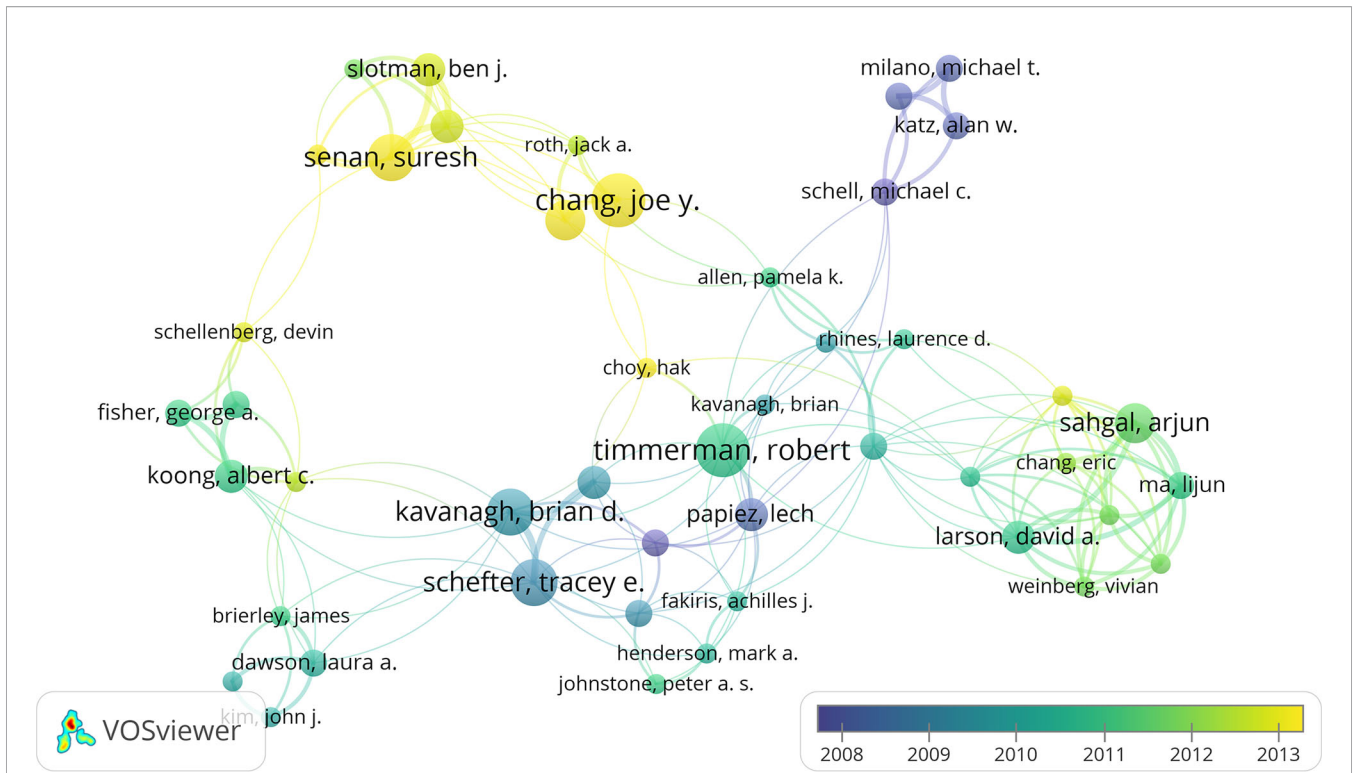 slotman, ben j.
milano, michael t.
katz, alan w.
roth, jack a.
senan, suresh
schell, michael c.
chang, joe y.
allen, pamela k.
schellenberg, devin
rhines, laurence d.
choy, hak
kavanagh, brian
fisher, george a.
sahgal, arjun
timmerman, robert
chang, eric
koong, albert c.
ma, lijun
kavanagh, brian d.
papiez, lech
larson, david a.
schefter, tracey e.
weinberg, vivian
fakiris, achilles j.
brierley, james
henderson, mark a.
dawson, laura a.
johnstone, peter a. s.
kim, john j.
VOSviewer
2008 2009 2010 2011 2012 2013